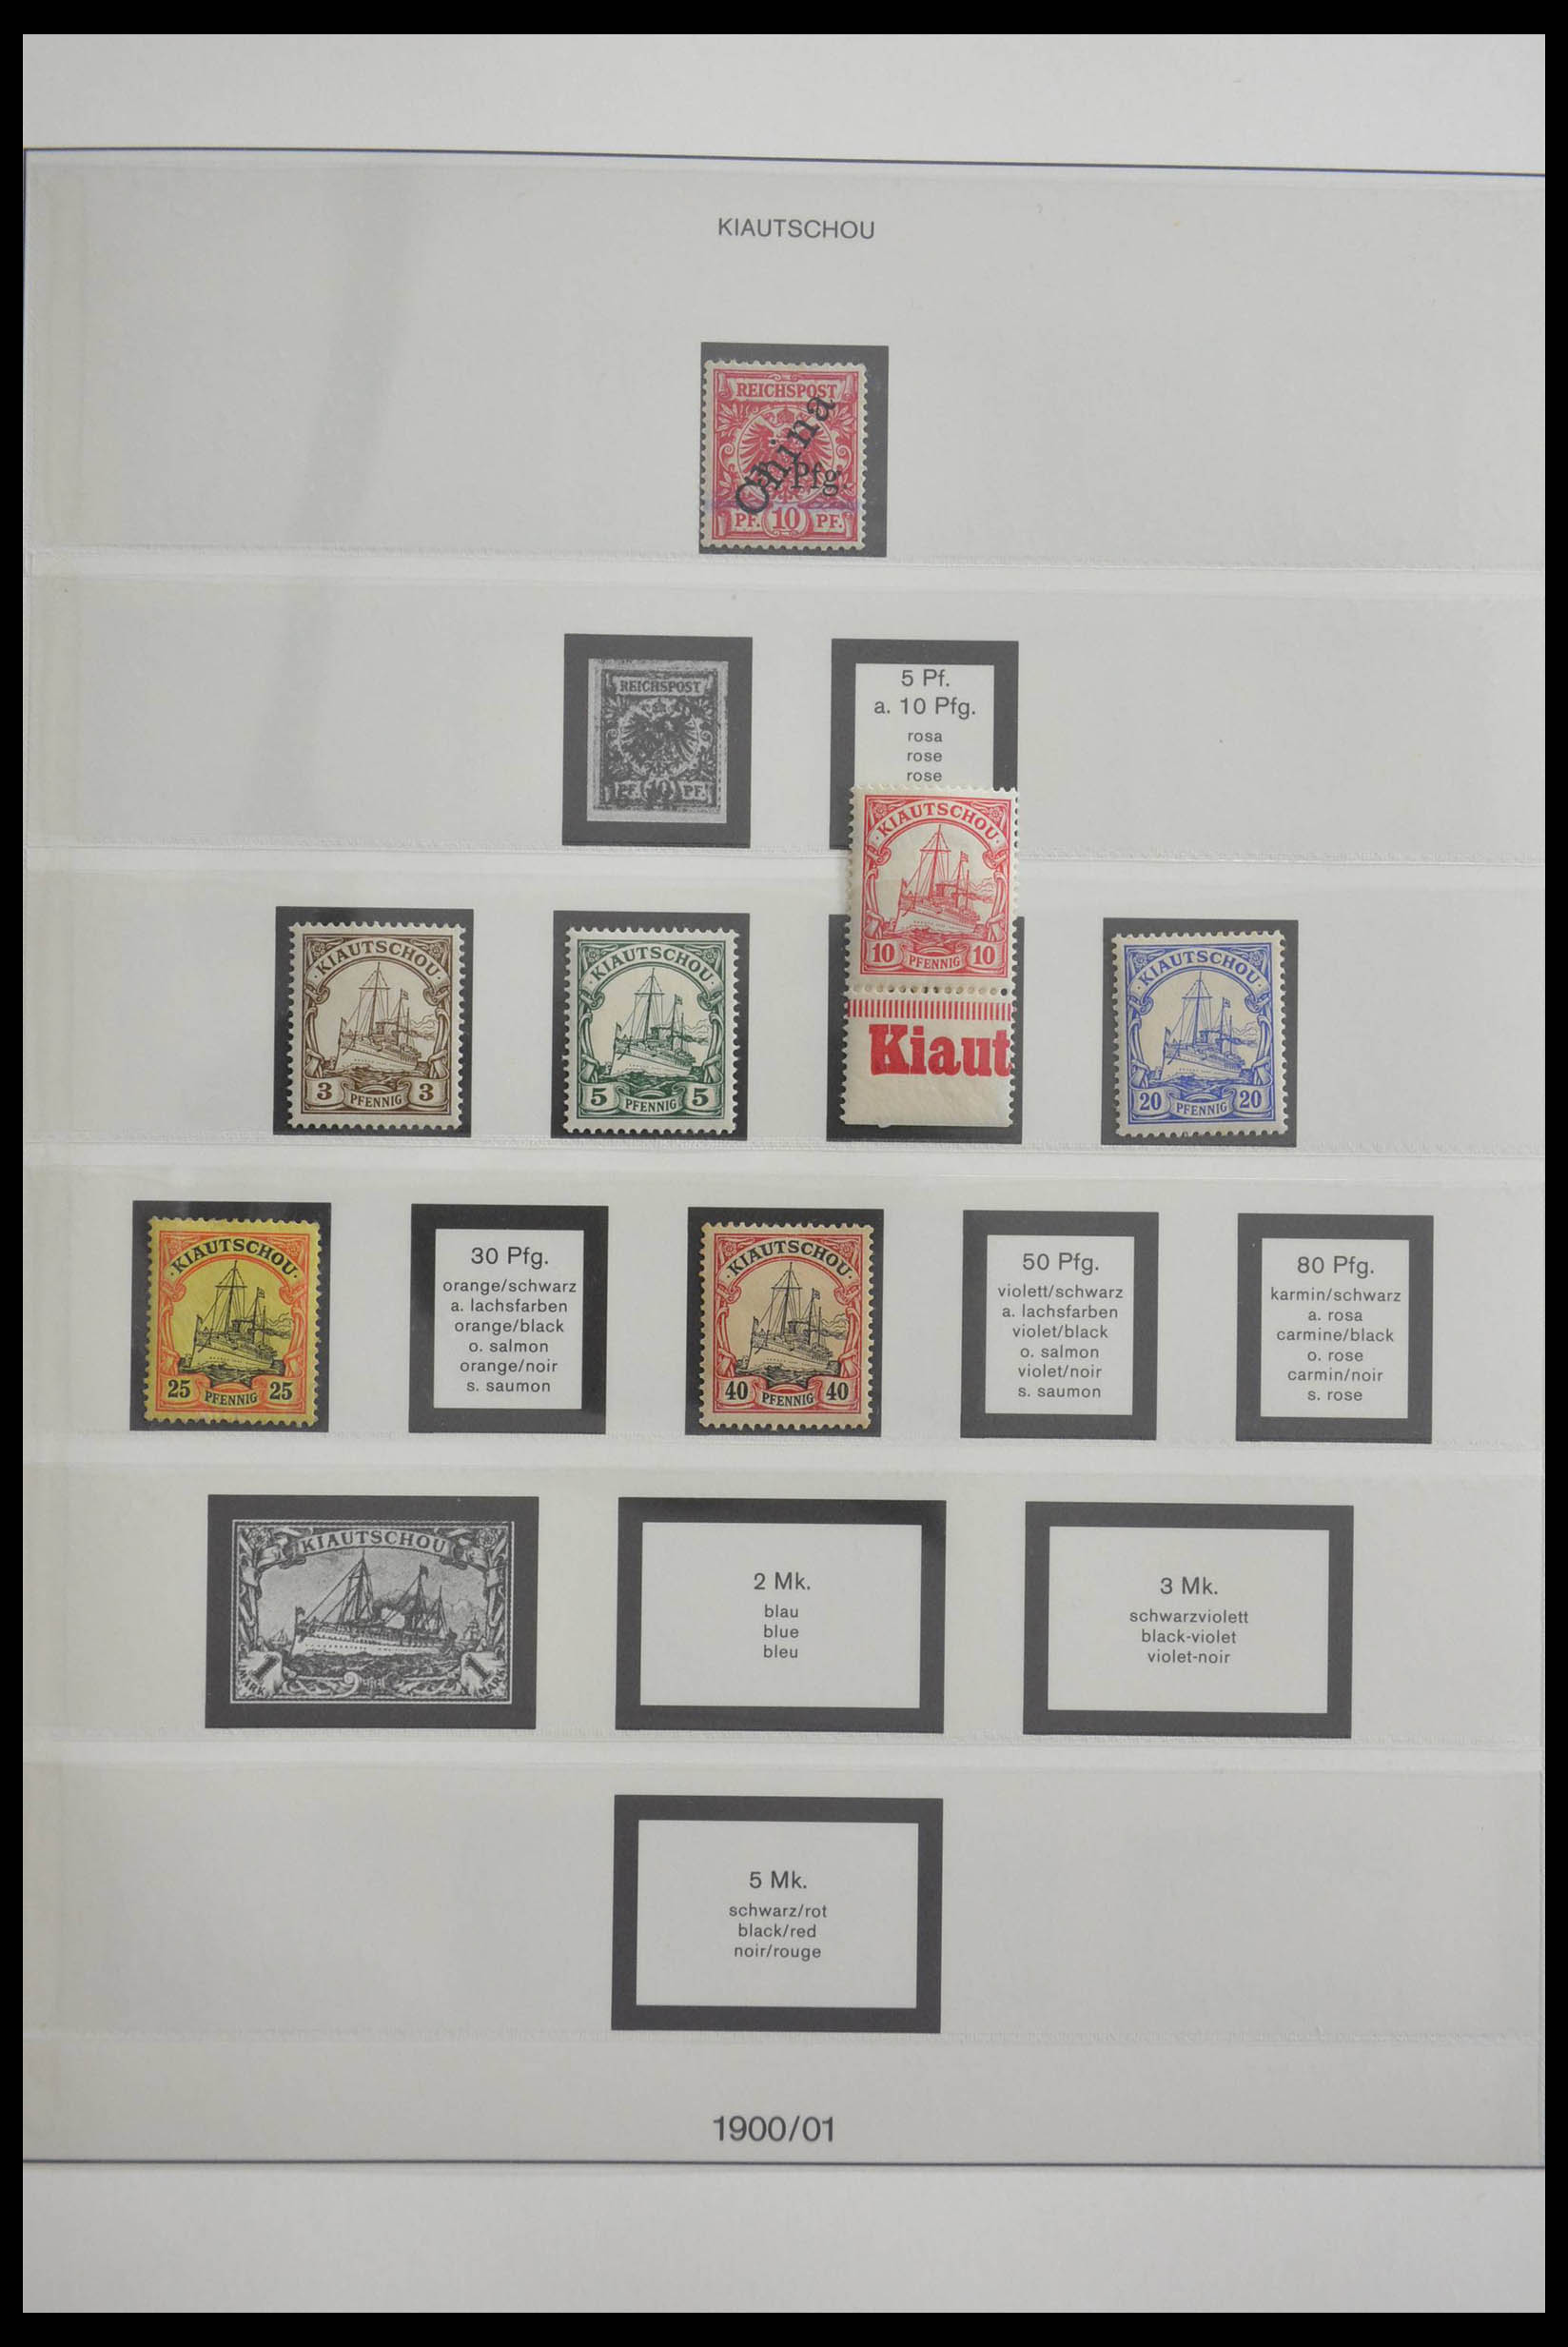 KIAUTSCHOU
REICHSPOST
China
Pfg.
PF. 10 PF.
REICHSPOST
PF. 10 PF.
5 Pf.
a. 10 Pfg.
rosa
rose
rose
KIAUTSCHOU
10 PFENNIG 10
Kiaut
KIAUTSCHOU
3 PFENNIG 3
KIAUTSCHOU
5 PFENNIG 5
KIAUTSCHOU
20 PFENNIG 20
KIAUTSCHOU
25 PFENNIG 25
30 Pfg.
orange/schwarz
a. lachsfarben
orange/black
o. salmon
orange/noir
s. saumon
KIAUTSCHOU
40 PFENNIG 40
50 Pfg.
violett/schwarz
a. lachsfarben
violet/black
o. salmon
violet/noir
s. saumon
80 Pfg.
karmin/schwarz
a. rosa
carmine/black
o. rose
carmin/noir
s. rose
KIAUTSCHOU
1 MARK 1 MARK
2 Mk.
blau
blue
bleu
3 Mk.
schwarzviolett
black-violet
violet-noir
5 Mk.
schwarz/rot
black/red
noir/rouge
1900/01